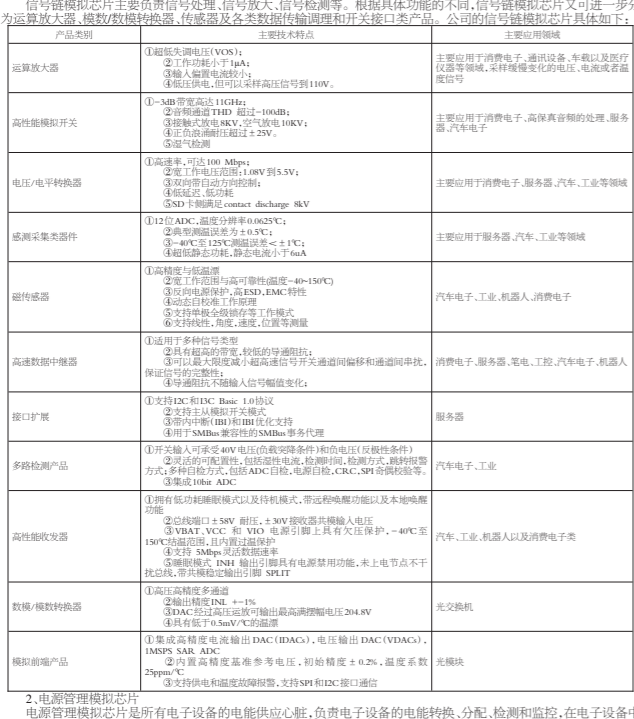 信号链模拟芯片主要负责信号处理、信号放大、信号检测等。根据具体功能的不同,信号链模拟芯片又可进一步分
为运算放大器、模数/数模转换器、传感器及各类数据传输调理和开关接口类产品。公司的信号链模拟芯片具体如下:
产品类别 主要技术特点 主要应用领域
运算放大器
①超低失调电压(VOS);
②工作功耗小于1μA;
③输入偏置电流较小;
④低压供电,但可以采样高压信号到110V。
主要应用于消费电子、通讯设备、车载以及医疗
仪器等领域,采样缓慢变化的电压、电流或者温
度信号
高性能模拟开关
①-3dB带宽高达11GHz;
②音频通道THD 超过-100dB;
③接触式放电8KV,空气放电10KV;
④正负浪涌耐压超过±25V。
⑤湿气检测
主要应用于消费电子,高保真音频的处理、服务
器、汽车电子
电压/电平转换器
①高速率,可达100 Mbps;
②宽工作电压范围:1.08V到5.5V;
③双向带自动方向控制;
④低延迟、低功耗
⑤SD卡侧满足contact discharge 8kV
主要应用于消费电子、服务器、汽车、工业等领域
感测采集类器件
①12位ADC,温度分辨率0.0625℃;
②典型测温误差为±0.5℃;
③-40℃至125℃测温误差<±1℃;
④超低静态功耗,静态电流小于6uA
主要应用于服务器、汽车、工业等领域
磁传感器
①高精度与低温漂
②宽工作范围与高可靠性(温度-40~150℃)
③反向电源保护,高ESD,EMC特性
④动态自校准工作原理
⑤支持单极全级锁存等工作模式
⑥支持线性,角度,速度,位置等测量
汽车电子、工业、机器人、消费电子
高速数据中继器
①适用于多种信号类型
②具有超高的带宽,较低的导通阻抗;
③可以最大限度减小超高速信号开关通道间偏移和通道间串扰,
保证信号的完整性;
④导通阻抗不随输入信号幅值变化;
消费电子、服务器、笔电、工控、汽车电子、机器人
接口扩展
①支持I2C和I3C Basic 1.0协议
②支持主从模拟开关模式
③带内中断(IBI)和IBI优化支持
④用于SMBus兼容性的SMBus事务代理
服务器
多路检测产品
①开关输入可承受40V电压(负载突降条件)和负电压(反极性条件)
②灵活的可配置性,包括湿性电流,检测时间,检测方式,跳转报警
方式;多种自检方式,包括ADC自检,电源自检,CRC,SPI奇偶校验等。
③集成10bit ADC
汽车电子、工业
高性能收发器
①拥有低功耗睡眠模式以及待机模式,带远程唤醒功能以及本地唤醒
功能
②总线端口±58V 耐压,±30V接收器共模输入电压
③VBAT、VCC 和 VIO 电源引脚上具有欠压保护,-40℃至
150℃结温范围,且内置过温保护
④支持 5Mbps灵活数据速率
⑤睡眠模式 INH 输出引脚具有电源禁用功能,未上电节点不干
扰总线,带共模稳定输出引脚 SPLIT
汽车、工业、机器人以及消费电子类
数模/模数转换器
①高压高精度多通道
②输出精度INL +-1%
③DAC经过高压运放可输出最高满摆幅电压204.8V
④具有低于0.5mV/℃的温漂
光交换机
模拟前端产品
①集成高精度电流输出DAC(IDACs),电压输出DAC(VDACs),
1MSPS SAR ADC
②内置高精度基准参考电压,初始精度±0.2%,温度系数
25ppm/℃
③支持供电和温度故障报警,支持SPI和I2C接口通信
光模块
2、电源管理模拟芯片
电源管理模拟芯片是所有电子设备的电能供应心脏,负责电子设备的电能转换、分配、检测和监控,在电子设备中